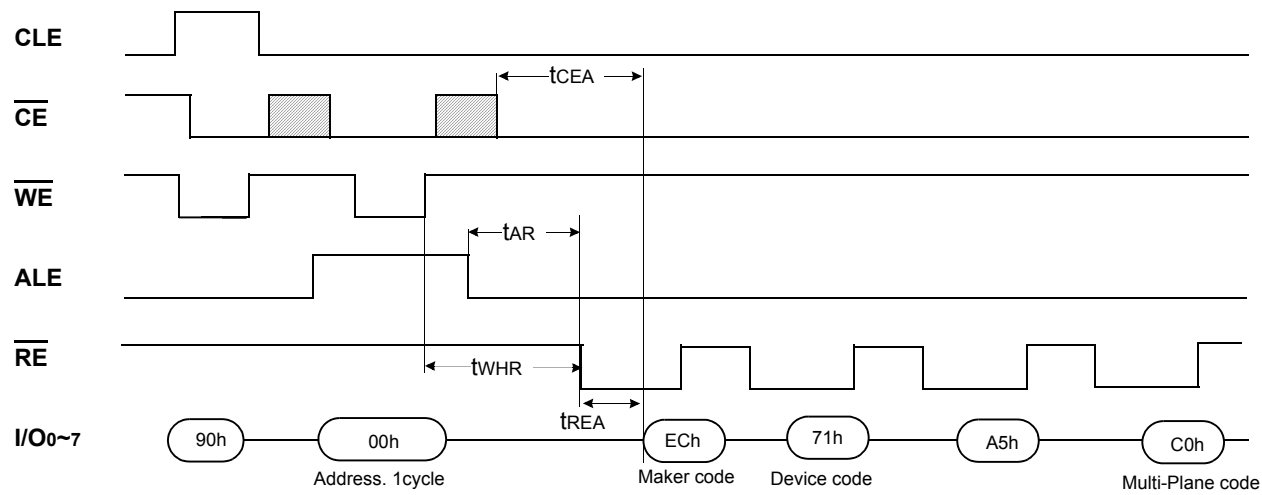 CLE
tCEA
CE
WE
tAR
ALE
RE
tWHR
tREA
I/O0~7
90h
00h
ECh
71h
A5h
C0h
Address. 1cycle
Maker code
Device code
Multi-Plane code